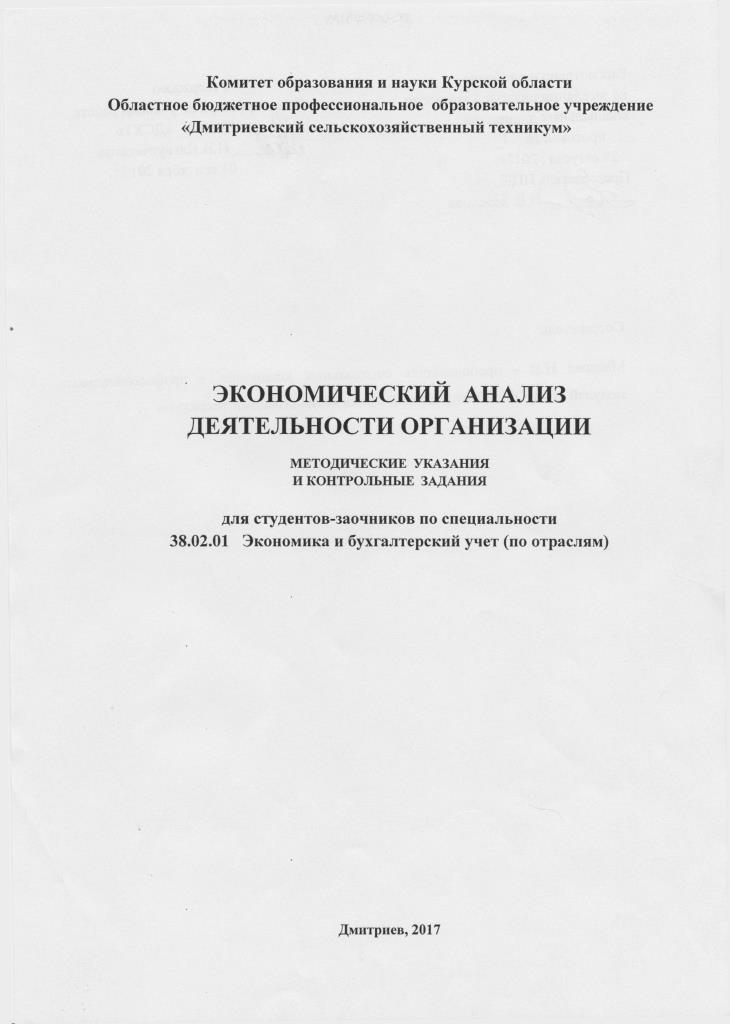 Комитет образования и науки Курской области
Областное бюджетное профессиональное образовательное учреждение
«Дмитриевский сельскохозяйственный техникум»
ЭКОНОМИЧЕСКИЙ АНАЛИЗ
ДЕЯТЕЛЬНОСТИ ОРГАНИЗАЦИИ
МЕТОДИЧЕСКИЕ УКАЗАНИЯ
И КОНТРОЛЬНЫЕ ЗАДАНИЯ
для студентов-заочников по специальности
38.02.01 Экономика и бухгалтерский учет (по отраслям)
Дмитриев, 2017